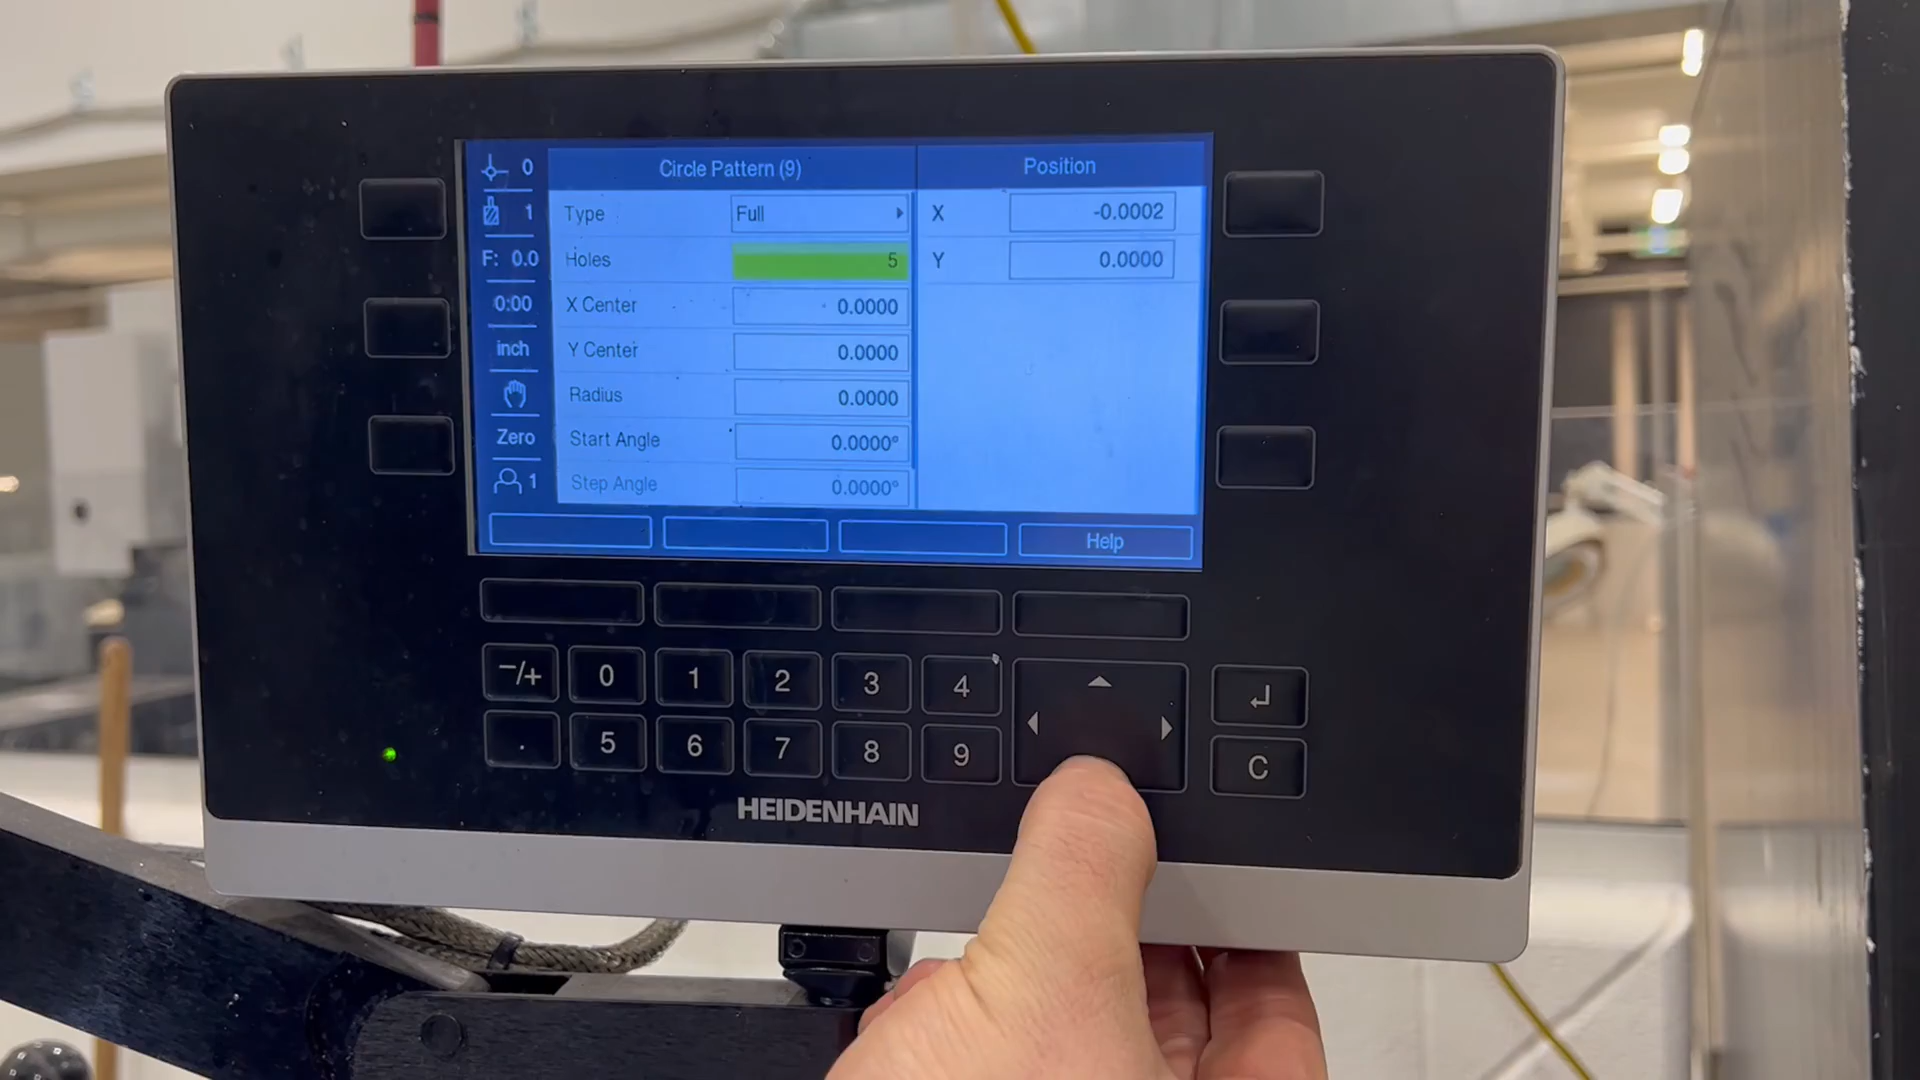 0
1
F: 0.0
0:00
inch
Zero
1
Circle Pattern (9)
Type Full
Holes 5
X Center 0.0000
Y Center 0.0000
Radius 0.0000
Start Angle 0.0000°
Step Angle 0.0000°
Position
X -0.0002
Y 0.0000
Help
-/+ 0 1 2 3 4
. 5 6 7 8 9
C
HEIDENHAIN